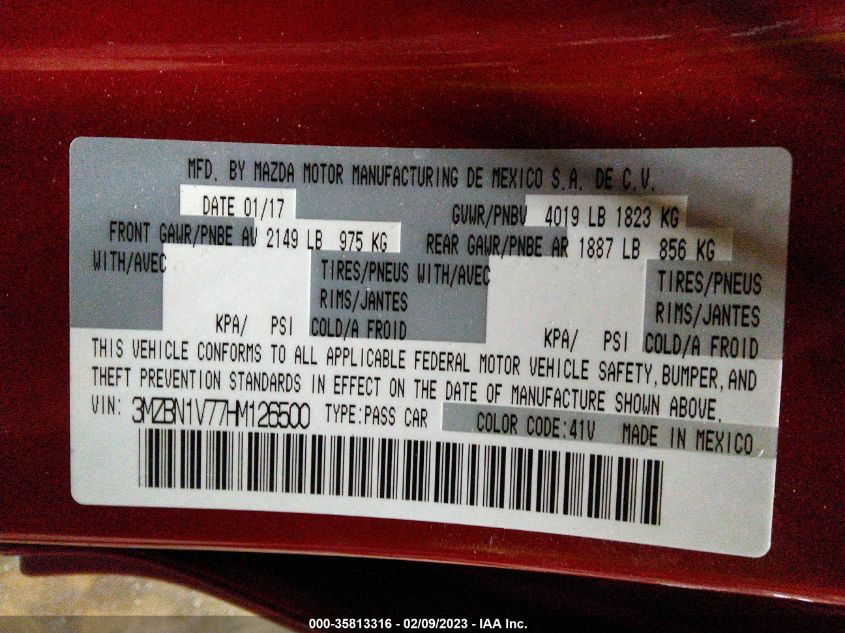 MFD. BY MAZDA MOTOR MANUFACTURING DE MEXICO S.A. DE C.V.
DATE 01/17 GVWR/PNBV 4019 LB 1823 KG
FRONT GAWR/PNBE AV 2149 LB 975 KG REAR GAWR/PNBE AR 1887 LB 856 KG
WITH/AVEC TIRES/PNEUS WITH/AVEC TIRES/PNEUS
RIMS/JANTES RIMS/JANTES
KPA/ PSI COLD/A FROID KPA/ PSI COLD/A FROID
THIS VEHICLE CONFORMS TO ALL APPLICABLE FEDERAL MOTOR VEHICLE SAFETY, BUMPER, AND
THEFT PREVENTION STANDARDS IN EFFECT ON THE DATE OF MANUFACTURE SHOWN ABOVE.
VIN: 3MZBN1V77HM126500 TYPE:PASS CAR COLOR CODE:41V MADE IN MEXICO
000-35813316 - 02/09/2023 - IAA Inc.